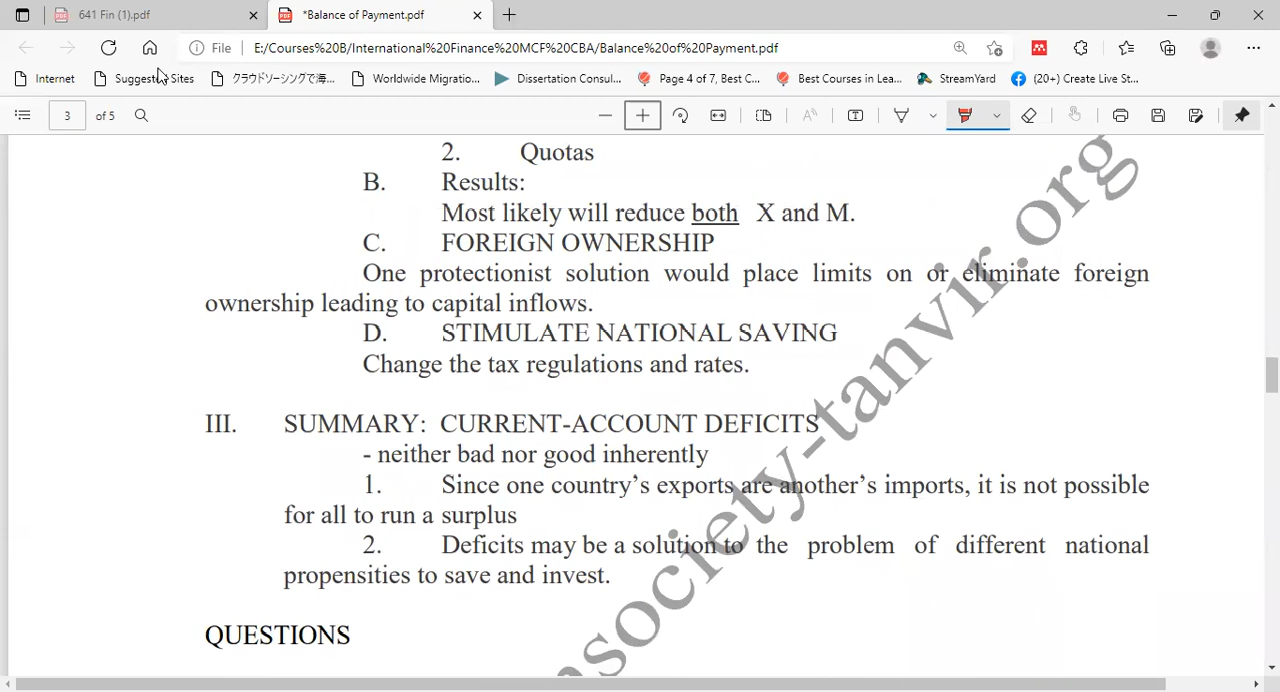 641 Fin (1).pdf
*Balance of Payment.pdf
File
E:/Courses%20B/International%20Finance%20MCF%20CBA/Balance%20of%20Payment.pdf
Internet
Suggested Sites
クラウドソーシングで海...
Worldwide Migratio...
Dissertation Consul...
Page 4 of 7, Best C...
Best Courses in Lea...
StreamYard
(20+) Create Live St...
3 of 5
2. Quotas
B. Results:
Most likely will reduce both X and M.
C. FOREIGN OWNERSHIP
One protectionist solution would place limits on or eliminate foreign
ownership leading to capital inflows.
D. STIMULATE NATIONAL SAVING
Change the tax regulations and rates.
III. SUMMARY: CURRENT-ACCOUNT DEFICITS
- neither bad nor good inherently
1. Since one country's exports are another's imports, it is not possible
for all to run a surplus
2. Deficits may be a solution to the problem of different national
propensities to save and invest.
QUESTIONS
nsociety-tanvir.org